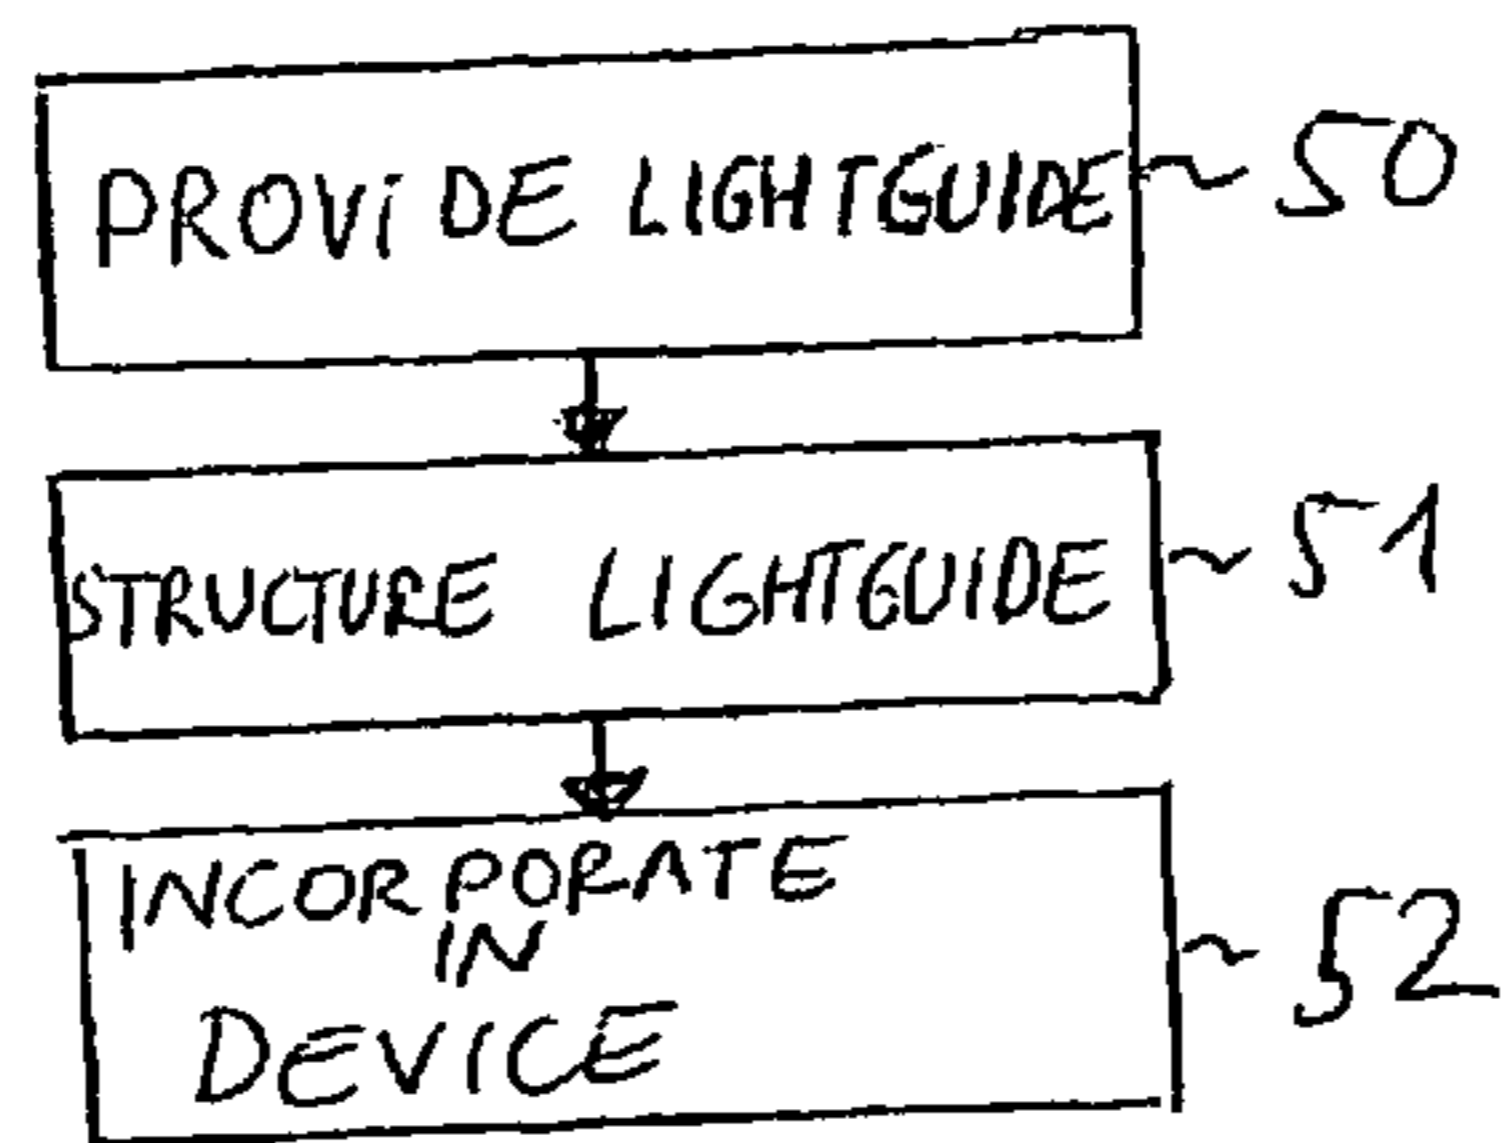 PROViDE LIGHTGUIDE ~ 50
STRUCTURE LIGHTGUIDE ~ 51
INCORPORATE
IN
DEVICE
~ 52